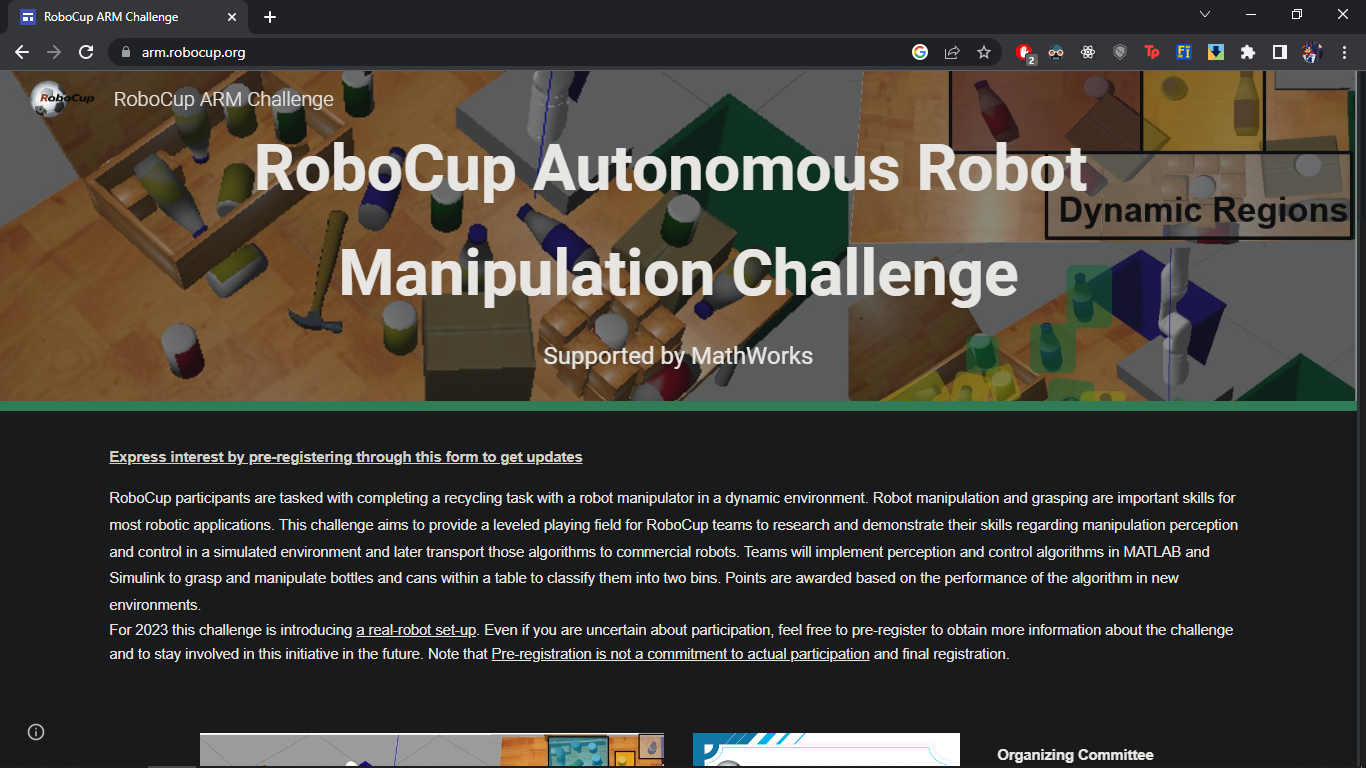 RoboCup ARM Challenge
arm.robocup.org
2
Tp
FI
RoboCup
RoboCup ARM Challenge
RoboCup Autonomous Robot
Manipulation Challenge
Supported by MathWorks
Dynamic Regions
Express interest by pre-registering through this form to get updates
RoboCup participants are tasked with completing a recycling task with a robot manipulator in a dynamic environment. Robot manipulation and grasping are important skills for
most robotic applications. This challenge aims to provide a leveled playing field for RoboCup teams to research and demonstrate their skills regarding manipulation perception
and control in a simulated environment and later transport those algorithms to commercial robots. Teams will implement perception and control algorithms in MATLAB and
Simulink to grasp and manipulate bottles and cans within a table to classify them into two bins. Points are awarded based on the performance of the algorithm in new
environments.
For 2023 this challenge is introducing a real-robot set-up. Even if you are uncertain about participation, feel free to pre-register to obtain more information about the challenge
and to stay involved in this initiative in the future. Note that Pre-registration is not a commitment to actual participation and final registration.
Organizing Committee